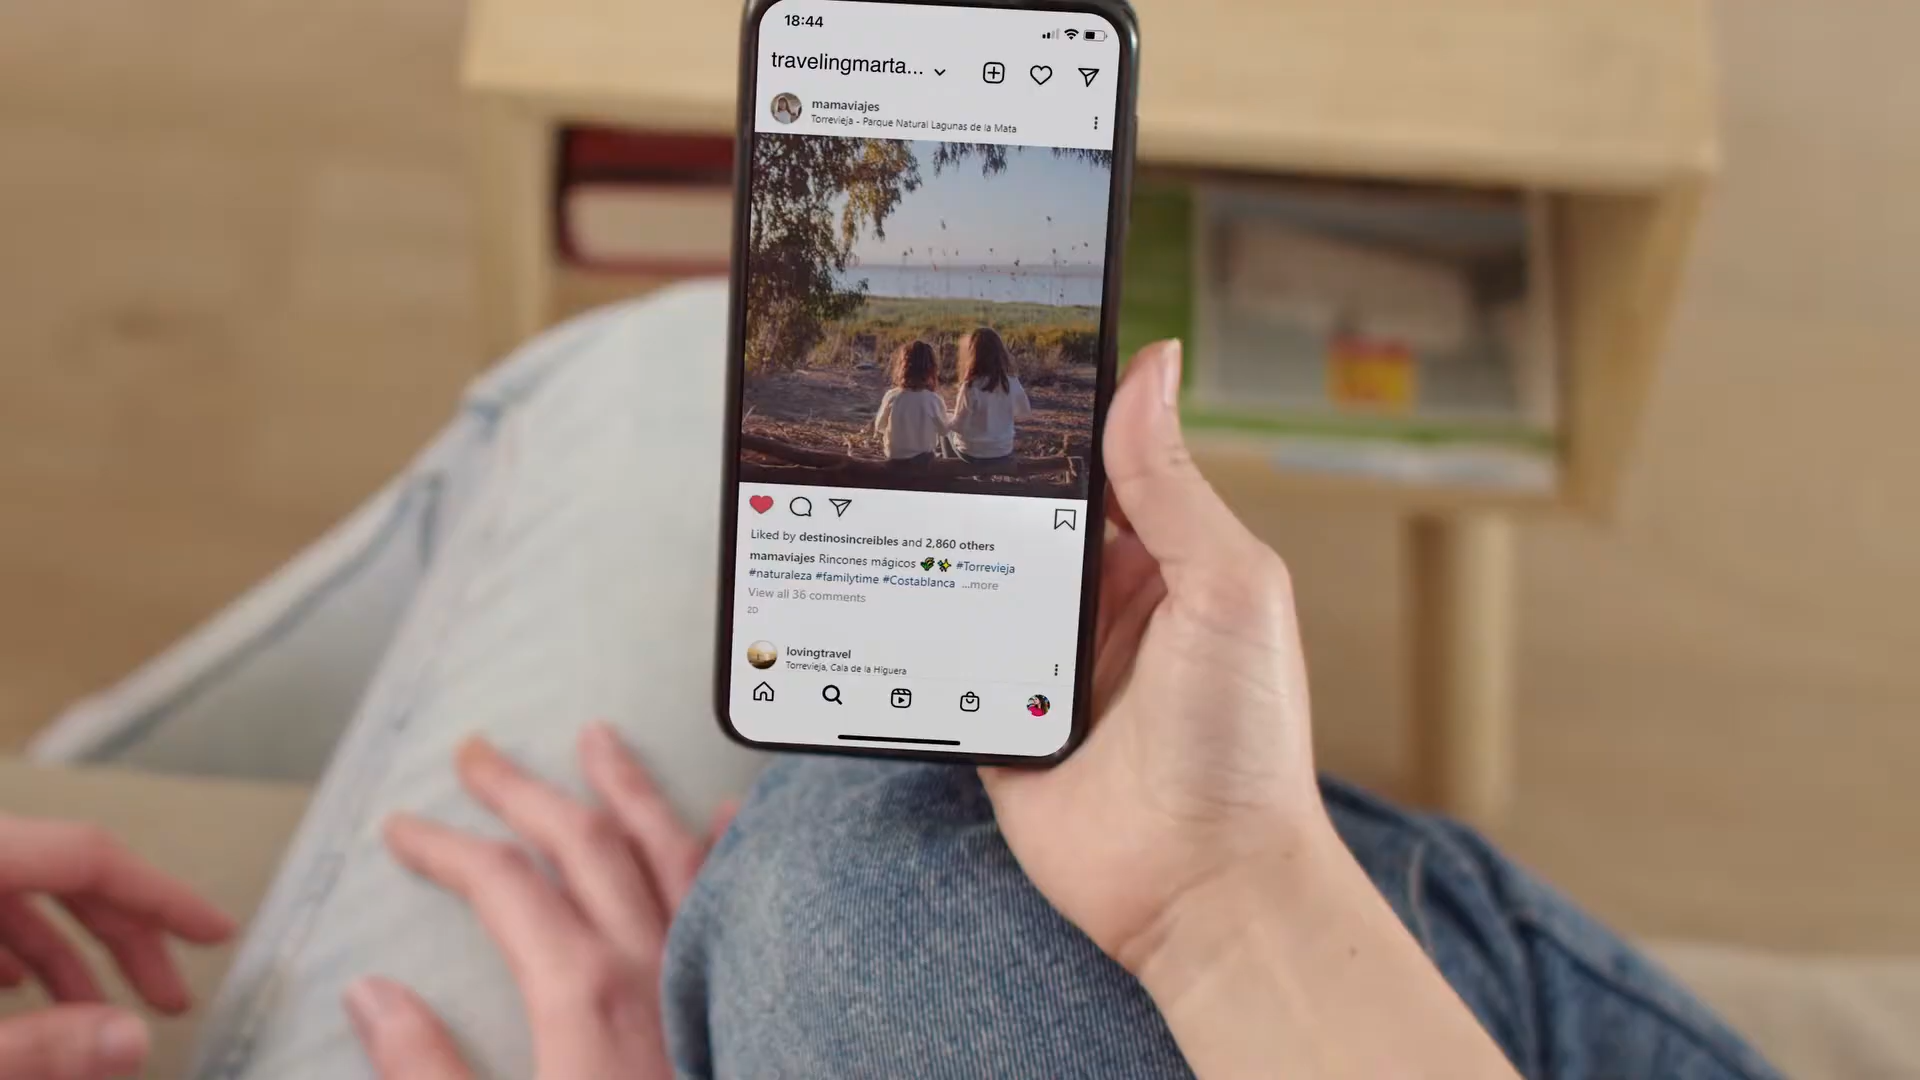 18:44
travelingmarta...
mamaviajes
Torrevieja - Parque Natural Lagunas de la Mata
Liked by destinosincreibles and 2,860 others
mamaviajes Rincones mágicos 🌿✨ #Torrevieja
#naturaleza #familytime #Costablanca ...more
View all 36 comments
2D
lovingtravel
Torrevieja, Cala de la Higuera